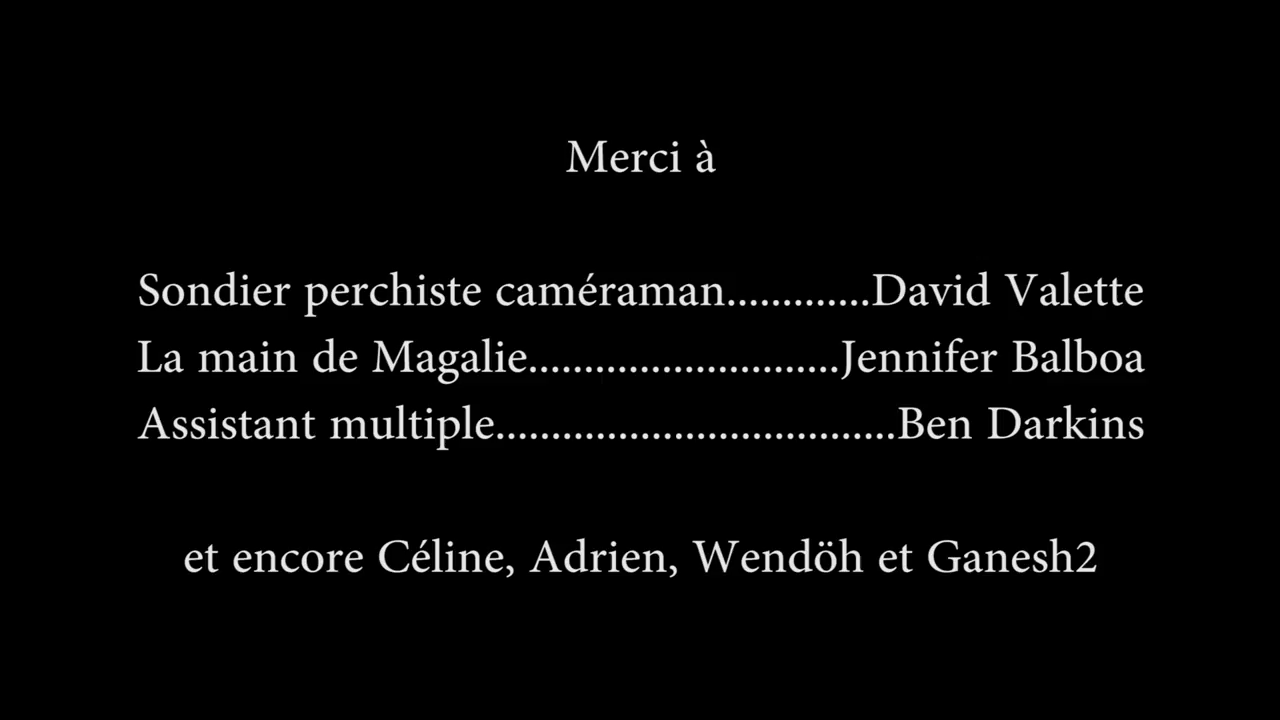 Merci à
Sondier perchiste caméraman.............David Valette
La main de Magalie............................Jennifer Balboa
Assistant multiple....................................Ben Darkins
et encore Céline, Adrien, Wendöh et Ganesh2